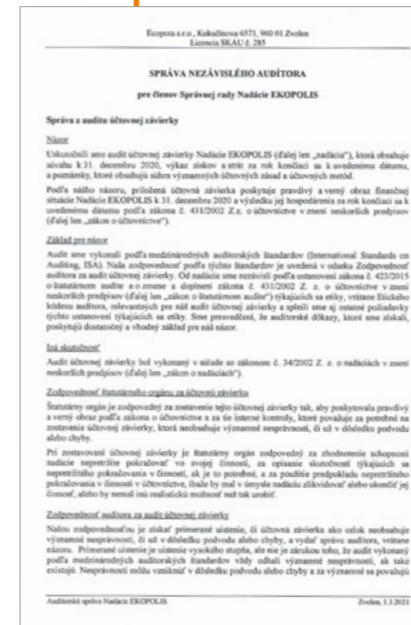 Ecopora s.r.o., Kukučínova 6571, 960 01 Zvolen
Licencia SKAU č. 285
SPRÁVA NEZÁVISLÉHO AUDÍTORA
pre členov Správnej rady Nadácie EKOPOLIS
Správa z auditu účtovnej závierky
Názor
Uskutočnili sme audit účtovnej závierky Nadácie EKOPOLIS (ďalej len „nadácia“), ktorá obsahuje
súvahu k 31. decembru 2020, výkaz ziskov a strát za rok končiaci sa k uvedenému dátumu,
a poznámky, ktoré obsahujú súhrn významných účtovných zásad a účtovných metód.
Podľa nášho názoru, priložená účtovná závierka poskytuje pravdivý a verný obraz finančnej
situácie Nadácie EKOPOLIS k 31. decembru 2020 a výsledku jej hospodárenia za rok končiaci sa k
uvedenému dátumu podľa zákona č. 431/2002 Z.z. o účtovníctve v znení neskorších predpisov
(ďalej len „zákon o účtovníctve“).
Základ pre názor
Audit sme vykonali podľa medzinárodných audítorských štandardov (International Standards on
Auditing, ISA). Naša zodpovednosť podľa týchto štandardov je uvedená v odseku Zodpovednosť
audítora za audit účtovnej závierky. Od nadácie sme nezávislí podľa ustanovení zákona č. 423/2015
o štatutárnom audite a o zmene a doplnení zákona č. 431/2002 Z. z. o účtovníctve v znení
neskorších predpisov (ďalej len „zákon o štatutárnom audite“) týkajúcich sa etiky, vrátane Etického
kódexu audítora, relevantných pre náš audit účtovnej závierky a splnili sme aj ostatné požiadavky
týchto ustanovení týkajúcich sa etiky. Sme presvedčení, že audítorské dôkazy, ktoré sme získali,
poskytujú dostatočný a vhodný základ pre náš názor.
Iná skutočnosť
Audit účtovnej závierky bol vykonaný v súlade so zákonom č. 34/2002 Z. z. o nadáciách v znení
neskorších predpisov (ďalej len „zákon o nadáciách“).
Zodpovednosť štatutárneho orgánu za účtovnú závierku
Štatutárny orgán je zodpovedný za zostavenie tejto účtovnej závierky tak, aby poskytovala pravdivý
a verný obraz podľa zákona o účtovníctve a za tie interné kontroly, ktoré považuje za potrebné na
zostavenie účtovnej závierky, ktorá neobsahuje významné nesprávnosti, či už v dôsledku podvodu
alebo chyby.
Pri zostavovaní účtovnej závierky je štatutárny orgán zodpovedný za zhodnotenie schopnosti
nadácie nepretržite pokračovať vo svojej činnosti, za opísanie skutočností týkajúcich sa
nepretržitého pokračovania v činnosti, ak je to potrebné, a za použitie predpokladu nepretržitého
pokračovania v činnosti v účtovníctve, ibaže by mal v úmysle nadáciu zlikvidovať alebo ukončiť jej
činnosť, alebo by nemal inú realistickú možnosť než tak urobiť.
Zodpovednosť audítora za audit účtovnej závierky
Našou zodpovednosťou je získať primerané uistenie, či účtovná závierka ako celok neobsahuje
významné nesprávnosti, či už v dôsledku podvodu alebo chyby, a vydať správu audítora, vrátane
názoru. Primerané uistenie je uistenie vysokého stupňa, ale nie je zárukou toho, že audit vykonaný
podľa medzinárodných audítorských štandardov vždy odhalí významné nesprávnosti, ak také
existujú. Nesprávnosti môžu vzniknúť v dôsledku podvodu alebo chyby a za významné sa považujú
Audítorská správa Nadácie EKOPOLIS
Zvolen, 1.3.2021